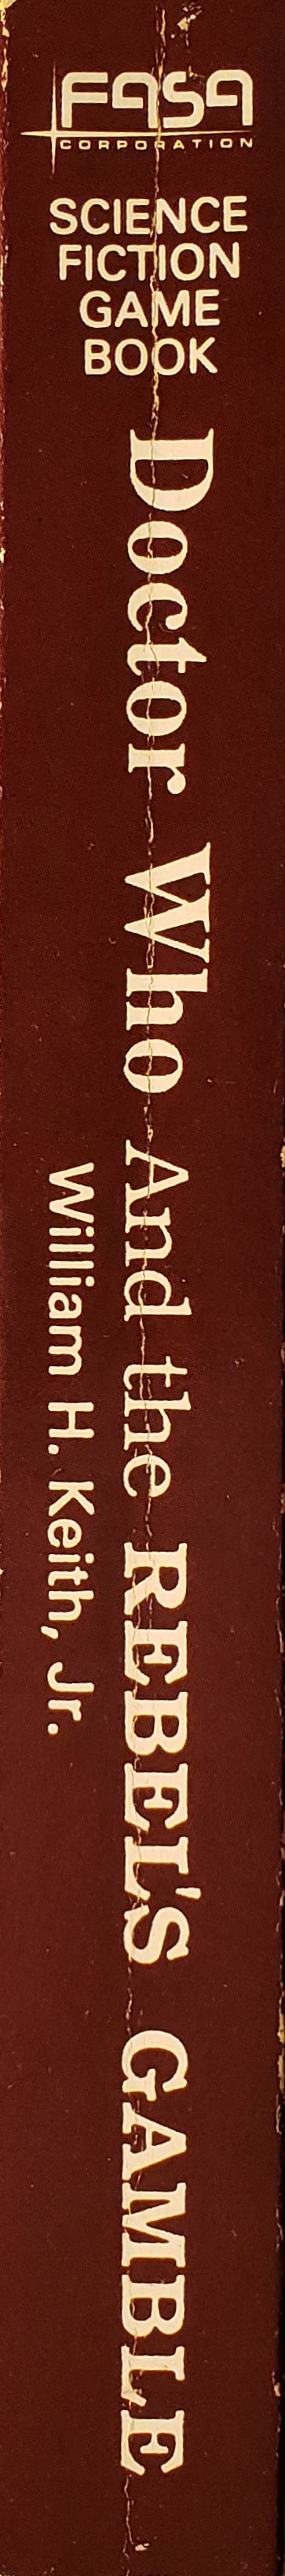 FASA
CORPORATION
SCIENCE
FICTION
GAME
BOOK
Doctor Who And the REBEL'S GAMBLE
William H. Keith, Jr.